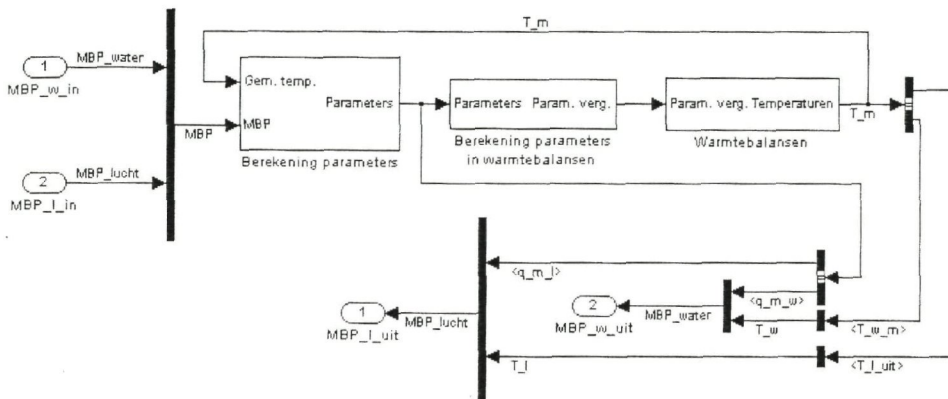 T_m
1
MBP_water
MBP_w_in
Gem. temp.
Parameters
MBP
MBP
Berekening parameters
Parameters Param. verg.
Berekening parameters
in warmtebalansen
Param. verg. Temperaturen
Warmtebalansen
T_m
2
MBP_lucht
MBP_l_in
<q_m_l>
<q_m_w>
1
MBP_lucht
MBP_l_uit
2
MBP_water
MBP_w_uit
T_w
<T_w_m>
T_l
<T_l_uit>